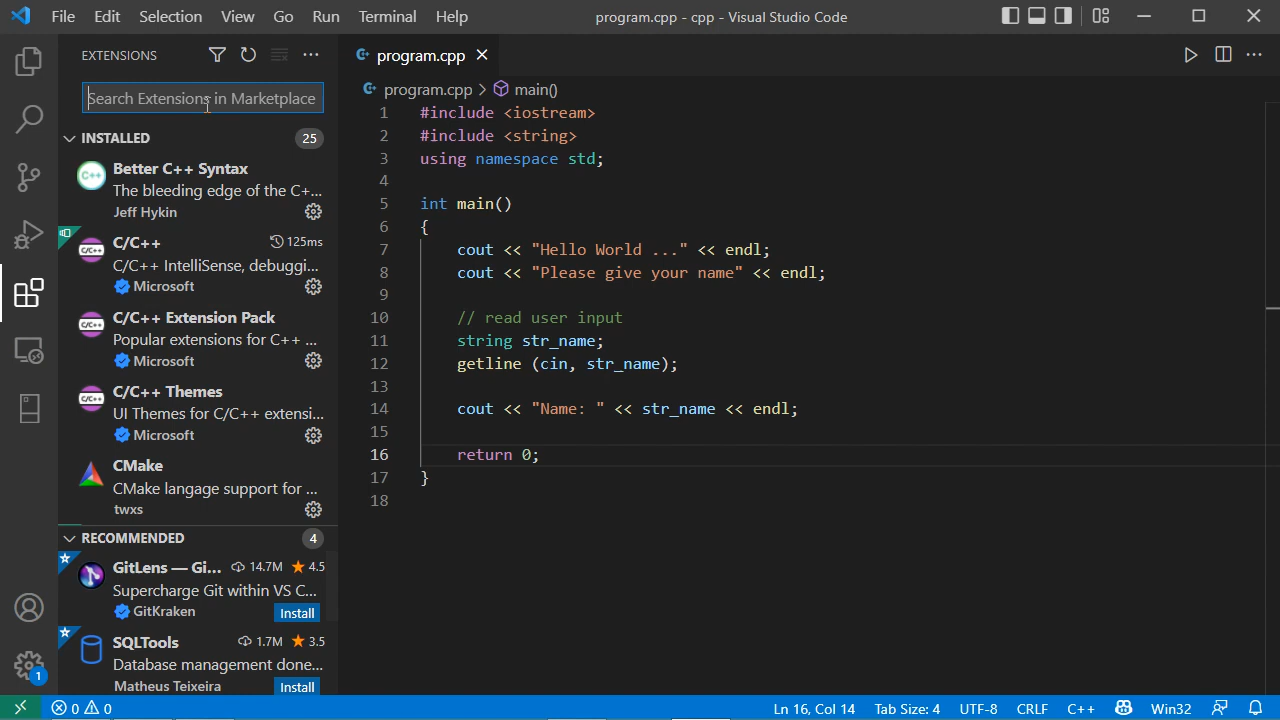 File Edit Selection View Go Run Terminal Help
program.cpp - cpp - Visual Studio Code
EXTENSIONS
Search Extensions in Marketplace
INSTALLED 25
C++
Better C++ Syntax
The bleeding edge of the C+...
Jeff Hykin
C/C++
C/C++ 125ms
C/C++ IntelliSense, debuggi...
Microsoft
C/C++
C/C++ Extension Pack
Popular extensions for C++ ...
Microsoft
C/C++
C/C++ Themes
UI Themes for C/C++ extensi...
Microsoft
CMake
CMake langage support for ...
twxs
RECOMMENDED 4
GitLens — Gi... 14.7M 4.5
Supercharge Git within VS C...
GitKraken Install
SQLTools 1.7M 3.5
Database management done...
Matheus Teixeira Install
1
program.cpp
program.cpp > main()
1 #include <iostream>
2 #include <string>
3 using namespace std;
4
5 int main()
6 {
7 cout << "Hello World ..." << endl;
8 cout << "Please give your name" << endl;
9
10 // read user input
11 string str_name;
12 getline (cin, str_name);
13
14 cout << "Name: " << str_name << endl;
15
16 return 0;
17 }
18
0 0 Ln 16, Col 14 Tab Size: 4 UTF-8 CRLF C++ Win32